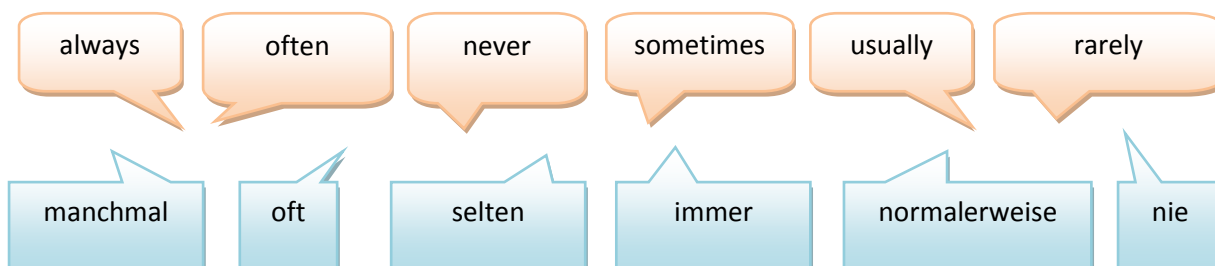 always often never sometimes usually rarely
manchmal oft selten immer normalerweise nie